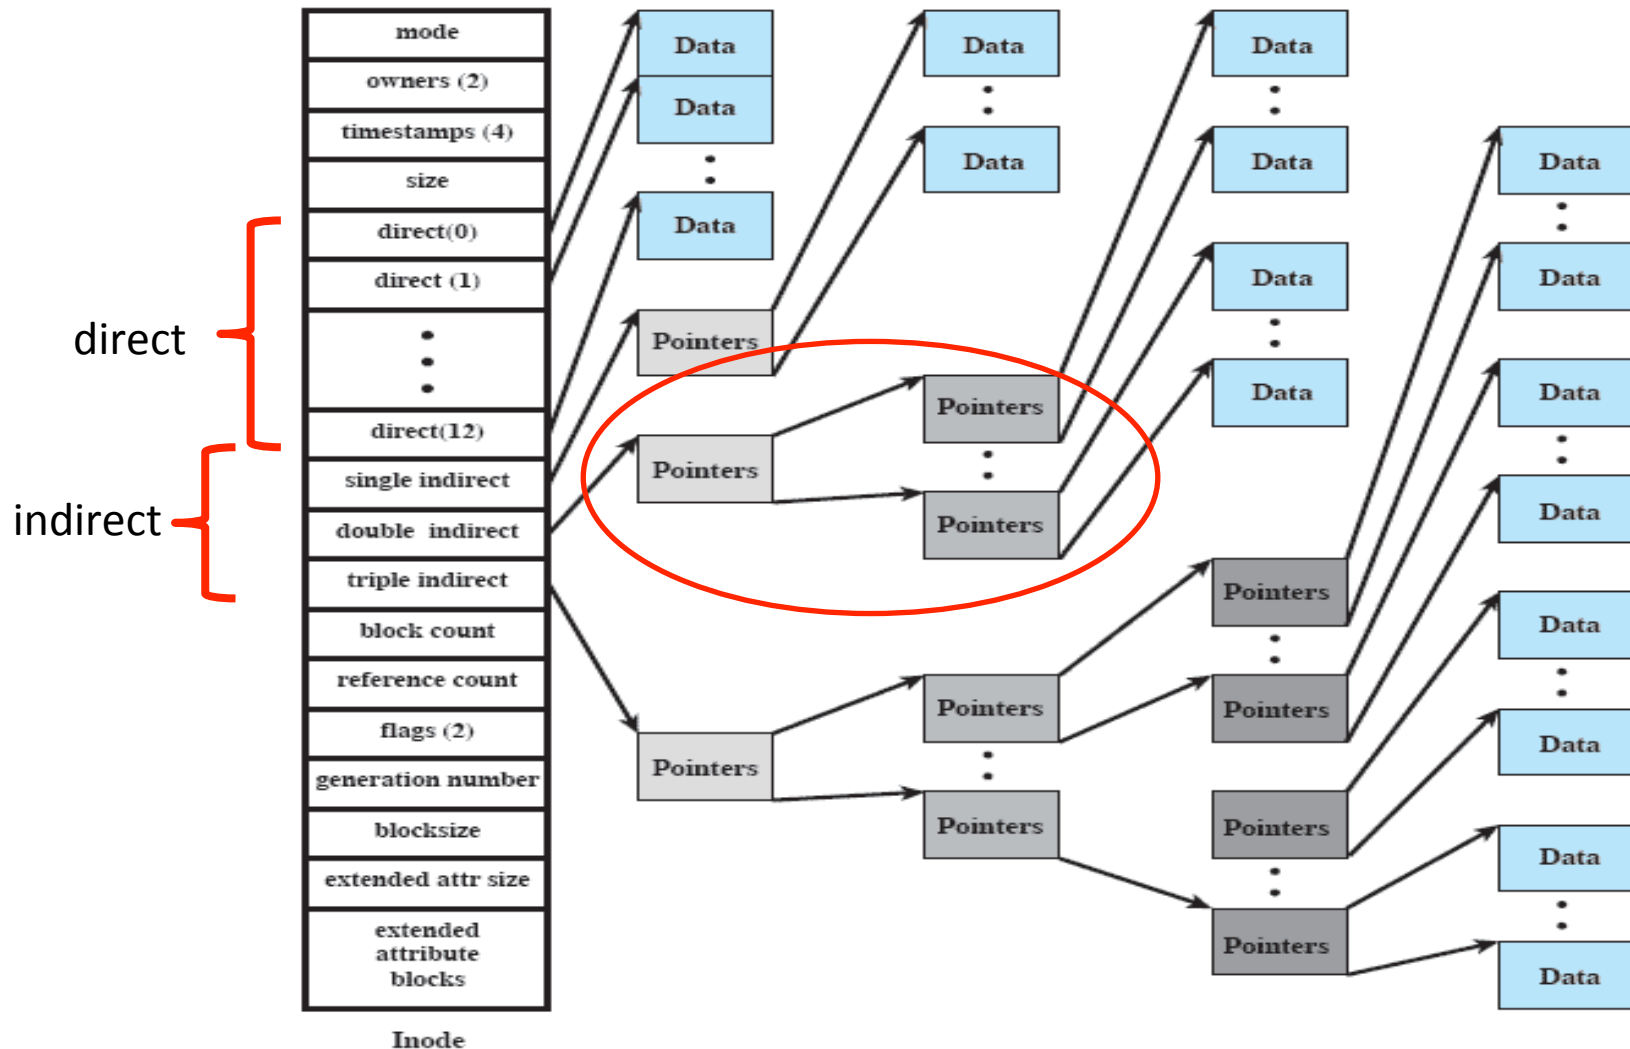 direct
indirect
mode
owners (2)
timestamps (4)
size
direct(0)
direct (1)
direct(12)
single indirect
double indirect
triple indirect
block count
reference count
flags (2)
generation number
blocksize
extended attr size
extended
attribute
blocks
Inode
Data
Data
Data
Pointers
Pointers
Pointers
Data
Data
Pointers
Pointers
Pointers
Pointers
Data
Data
Data
Data
Pointers
Pointers
Pointers
Pointers
Data
Data
Data
Data
Data
Data
Data
Data